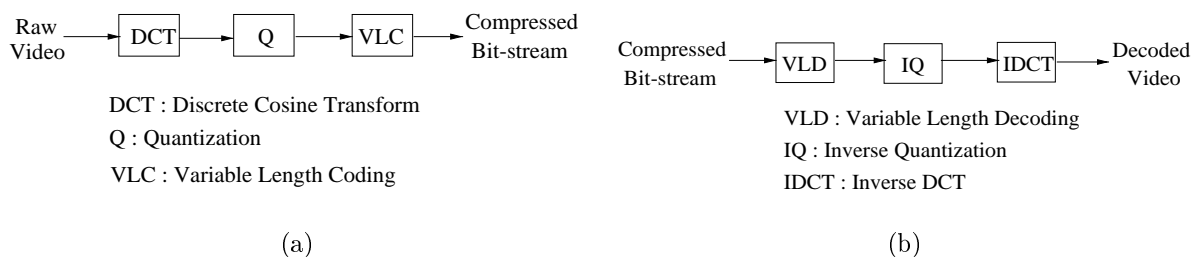 Raw
Video
DCT
Q
VLC
Compressed
Bit-stream
DCT : Discrete Cosine Transform
Q : Quantization
VLC : Variable Length Coding
(a)
Compressed
Bit-stream
VLD
IQ
IDCT
Decoded
Video
VLD : Variable Length Decoding
IQ : Inverse Quantization
IDCT : Inverse DCT
(b)